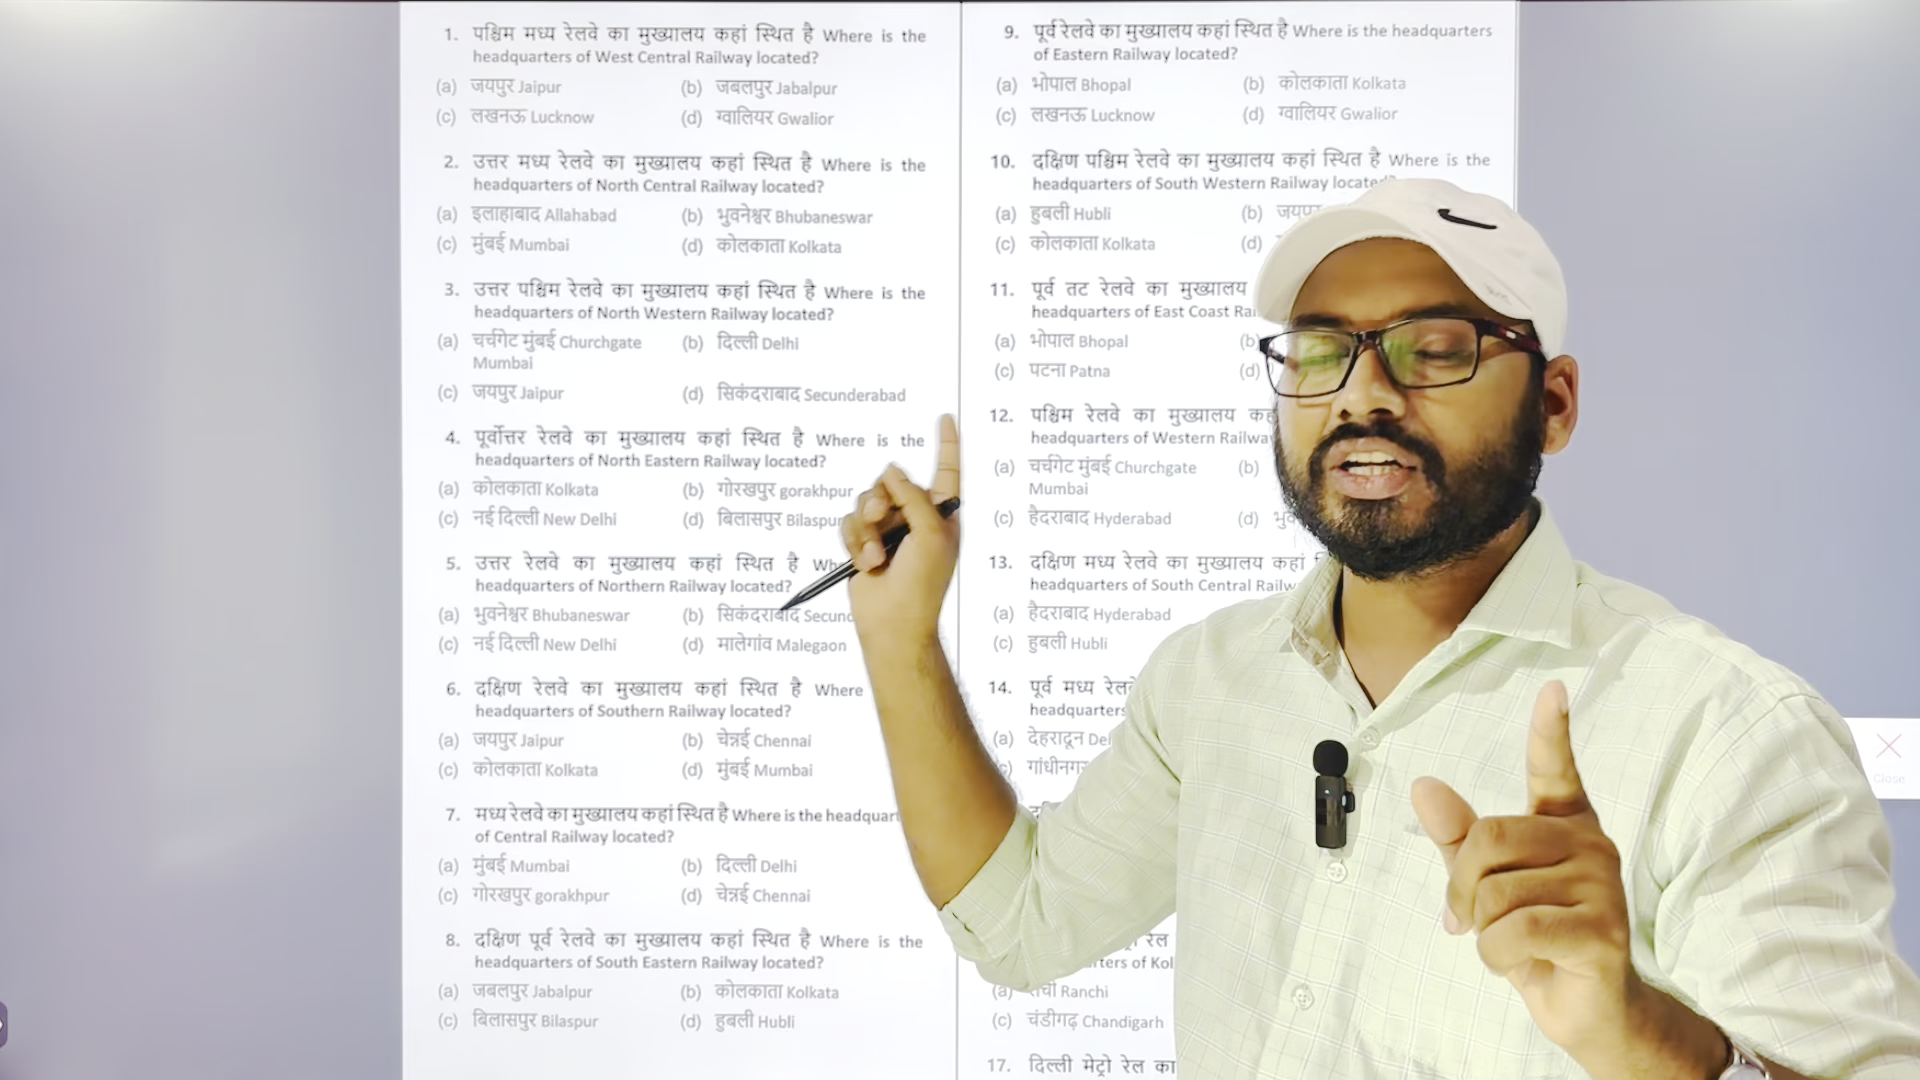 1. पश्चिम मध्य रेलवे का मुख्यालय कहां स्थित है Where is the
headquarters of West Central Railway located?
(a) जयपुर Jaipur (b) जबलपुर Jabalpur
(c) लखनऊ Lucknow (d) ग्वालियर Gwalior
2. उत्तर मध्य रेलवे का मुख्यालय कहां स्थित है Where is the
headquarters of North Central Railway located?
(a) इलाहाबाद Allahabad (b) भुवनेश्वर Bhubaneswar
(c) मुंबई Mumbai (d) कोलकाता Kolkata
3. उत्तर पश्चिम रेलवे का मुख्यालय कहां स्थित है Where is the
headquarters of North Western Railway located?
(a) चर्चगेट मुंबई Churchgate (b) दिल्ली Delhi
Mumbai
(c) जयपुर Jaipur (d) सिकंदराबाद Secunderabad
4. पूर्वोत्तर रेलवे का मुख्यालय कहां स्थित है Where is the
headquarters of North Eastern Railway located?
(a) कोलकाता Kolkata (b) गोरखपुर gorakhpur
(c) नई दिल्ली New Delhi (d) बिलासपुर Bilaspur
5. उत्तर रेलवे का मुख्यालय कहां स्थित है
headquarters of Northern Railway located?
(a) भुवनेश्वर Bhubaneswar (b) सिकंदराबाद Secund
(c) नई दिल्ली New Delhi (d) मालेगांव Malegaon
6. दक्षिण रेलवे का मुख्यालय कहां स्थित है Where
headquarters of Southern Railway located?
(a) जयपुर Jaipur (b) चेन्नई Chennai
(c) कोलकाता Kolkata (d) मुंबई Mumbai
7. मध्य रेलवे का मुख्यालय कहां स्थित है Where is the headquar
of Central Railway located?
(a) मुंबई Mumbai (b) दिल्ली Delhi
(c) गोरखपुर gorakhpur (d) चेन्नई Chennai
8. दक्षिण पूर्व रेलवे का मुख्यालय कहां स्थित है Where is the
headquarters of South Eastern Railway located?
(a) जबलपुर Jabalpur (b) कोलकाता Kolkata
(c) बिलासपुर Bilaspur (d) हुबली Hubli
9. पूर्व रेलवे का मुख्यालय कहां स्थित है Where is the headquarters
of Eastern Railway located?
(a) भोपाल Bhopal (b) कोलकाता Kolkata
(c) लखनऊ Lucknow (d) ग्वालियर Gwalior
10. दक्षिण पश्चिम रेलवे का मुख्यालय कहां स्थित है Where is the
headquarters of South Western Railway located?
(a) हुबली Hubli (b)
(c) कोलकाता Kolkata (d)
11. पूर्व तट रेलवे का मुख्यालय
headquarters of East Coast Rai
(a) भोपाल Bhopal (b)
(c) पटना Patna (d)
12. पश्चिम रेलवे का मुख्यालय
headquarters of Western Railway
(a) चर्चगेट मुंबई Churchgate (b)
Mumbai
(c) हैदराबाद Hyderabad (d)
13. दक्षिण मध्य रेलवे का मुख्यालय कहां
headquarters of South Central Railw
(a) हैदराबाद Hyderabad
(c) हुबली Hubli
14. पूर्व मध्य रेलवे
headquarters
(a) देहरादून
गांधीनगर
रेल
of Kol
(a) Ranchi
(c) चंडीगढ़ Chandigarh
17. दिल्ली मेट्रो रेल का
Close